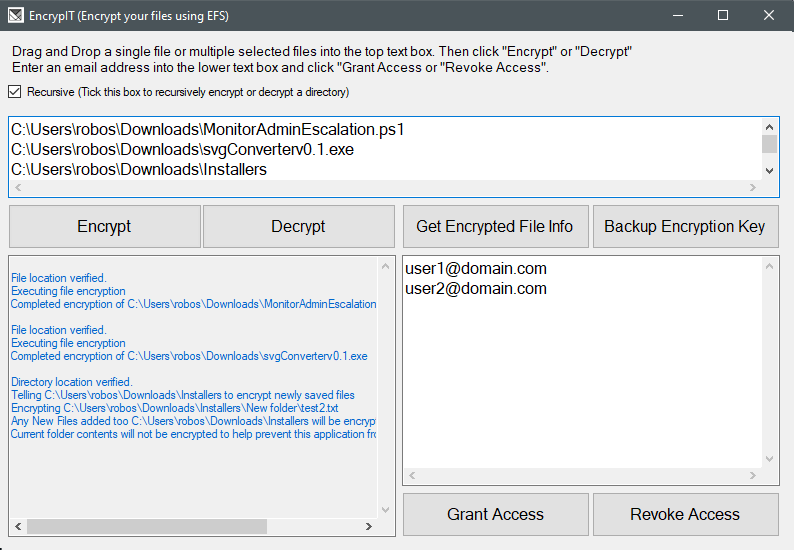 EncrypIT (Encrypt your files using EFS)
Drag and Drop a single file or multiple selected files into the top text box. Then click "Encrypt" or "Decrypt"
Enter an email address into the lower text box and click "Grant Access or "Revoke Access".
Recursive (Tick this box to recursively encrypt or decrypt a directory)
C:\Users\robos\Downloads\MonitorAdminEscalation.ps1
C:\Users\robos\Downloads\svgConverterv0.1.exe
C:\Users\robos\Downloads\Installers
Encrypt
Decrypt
Get Encrypted File Info
Backup Encryption Key
File location verified.
Executing file encryption
Completed encryption of C:\Users\robos\Downloads\MonitorAdminEscalation
File location verified.
Executing file encryption
Completed encryption of C:\Users\robos\Downloads\svgConverterv0.1.exe
Directory location verified.
Telling C:\Users\robos\Downloads\Installers to encrypt newly saved files
Encrypting C:\Users\robos\Downloads\Installers\New folder\test2.txt
Any New Files added too C:\Users\robos\Downloads\Installers will be encryp
Current folder contents will not be encrypted to help prevent this application fro
user1@domain.com
user2@domain.com
Grant Access
Revoke Access